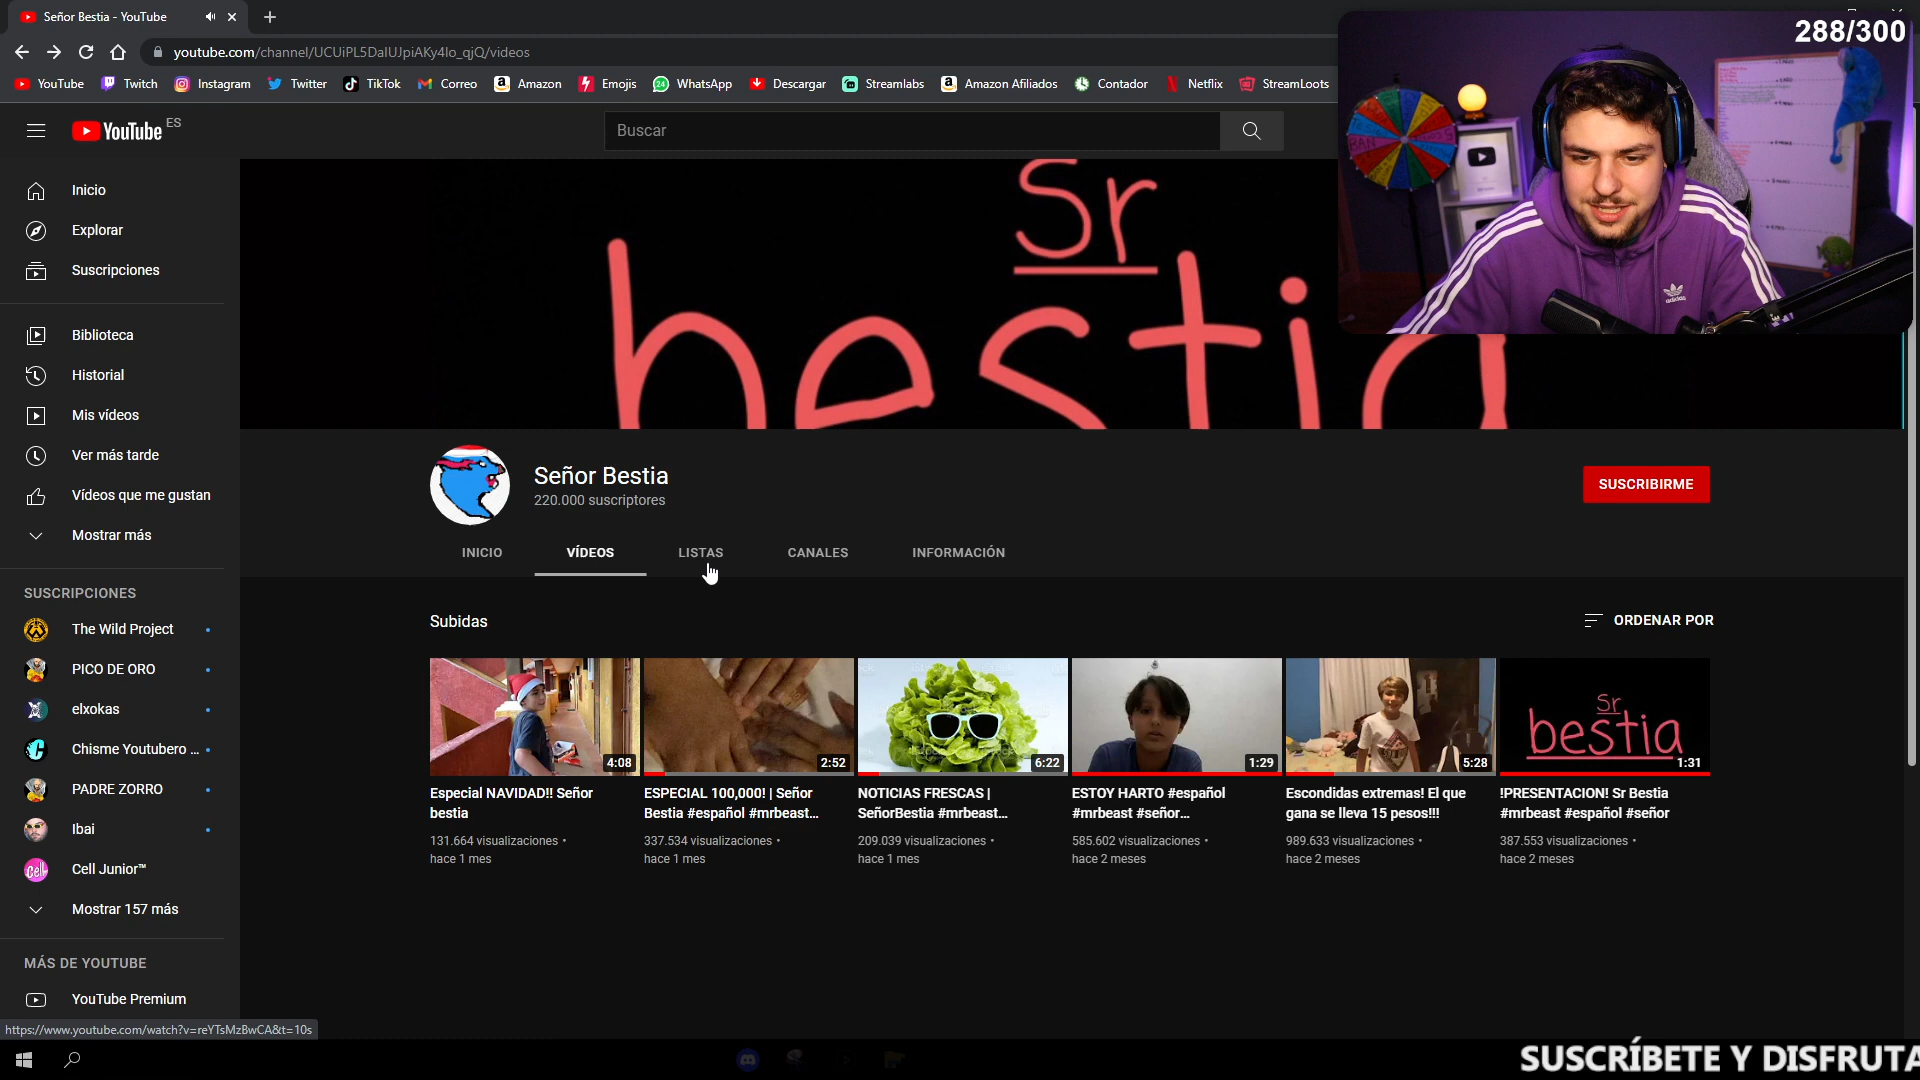 Señor Bestia - YouTube
288/300
youtube.com/channel/UCUiPL5DalUJpiAKy4lo_qjQ/videos
YouTube
Twitch
Instagram
Twitter
TikTok
Correo
Amazon
Emojis
WhatsApp
Descargar
Streamlabs
Amazon Afiliados
Contador
Netflix
StreamLoots
YouTube ES
Buscar
Inicio
Explorar
Suscripciones
Biblioteca
Historial
Mis vídeos
Ver más tarde
Vídeos que me gustan
Mostrar más
SUSCRIPCIONES
The Wild Project
PICO DE ORO
elxokas
Chisme Youtubero ...
PADRE ZORRO
Ibai
Cell Junior™
Mostrar 157 más
MÁS DE YOUTUBE
YouTube Premium
https://www.youtube.com/watch?v=reYTsMzBwCA&t=10s
Sr
bestia
BAN
adidas
Señor Bestia
220.000 suscriptores
SUSCRIBIRME
INICIO
VÍDEOS
LISTAS
CANALES
INFORMACIÓN
Subidas
ORDENAR POR
4:08
Especial NAVIDAD!! Señor
bestia
131.664 visualizaciones •
hace 1 mes
2:52
ESPECIAL 100,000! | Señor
Bestia #español #mrbeast...
337.534 visualizaciones •
hace 1 mes
6:22
NOTICIAS FRESCAS |
SeñorBestia #mrbeast...
209.039 visualizaciones •
hace 1 mes
1:29
ESTOY HARTO #español
#mrbeast #señor...
585.602 visualizaciones •
hace 2 meses
5:28
Escondidas extremas! El que
gana se lleva 15 pesos!!!
989.633 visualizaciones •
hace 2 meses
Sr
bestia
1:31
!PRESENTACION! Sr Bestia
#mrbeast #español #señor
387.553 visualizaciones •
hace 2 meses
SUSCRÍBETE Y DISFRUTA